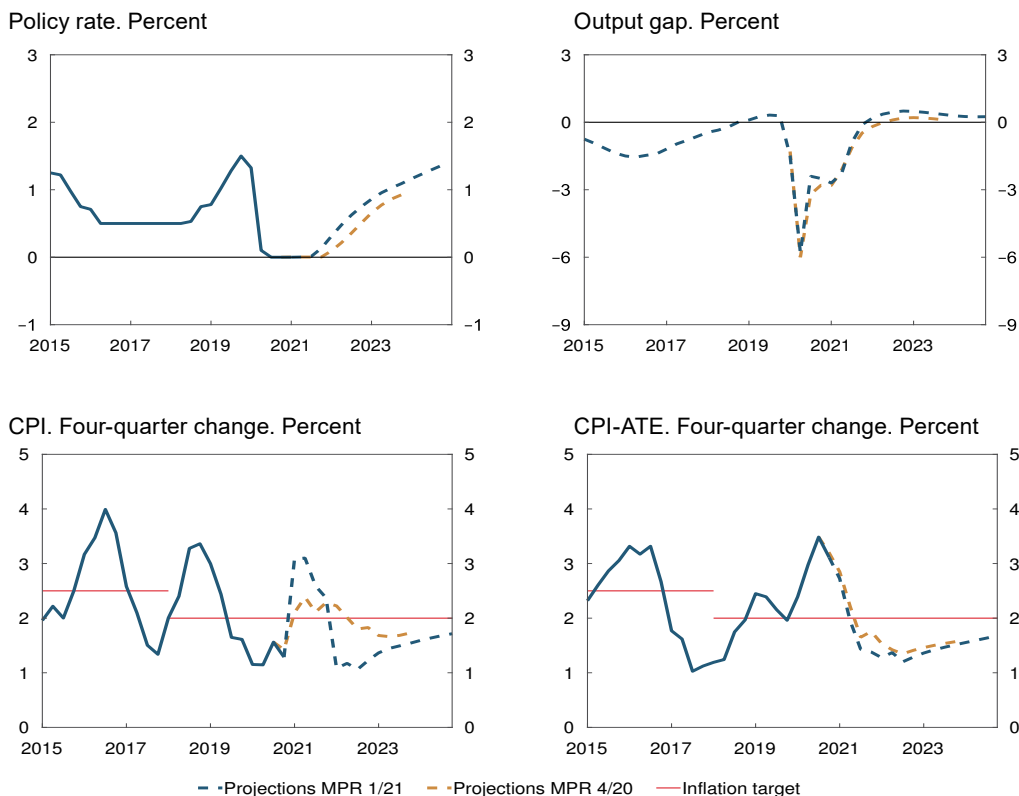 Policy rate. Percent
3 3
2 2
1 1
0 0
−1 −1
2015 2017 2019 2021 2023
Output gap. Percent
3 3
0 0
−3 −3
−6 −6
−9 −9
2015 2017 2019 2021 2023
CPI. Four-quarter change. Percent
5 5
4 4
3 3
2 2
1 1
0 0
2015 2017 2019 2021 2023
CPI-ATE. Four-quarter change. Percent
5 5
4 4
3 3
2 2
1 1
0 0
2015 2017 2019 2021 2023
Projections MPR 1/21 Projections MPR 4/20 Inflation target